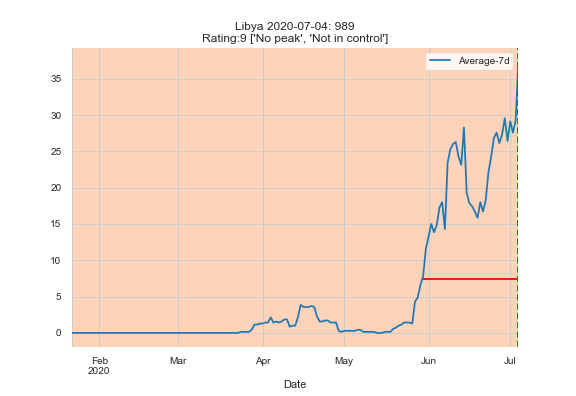 Libya 2020-07-04: 989
Rating:9 ['No peak', 'Not in control']
Average-7d
35
30
25
20
15
10
5
0
Feb
2020
Mar
Apr
May
Jun
Jul
Date